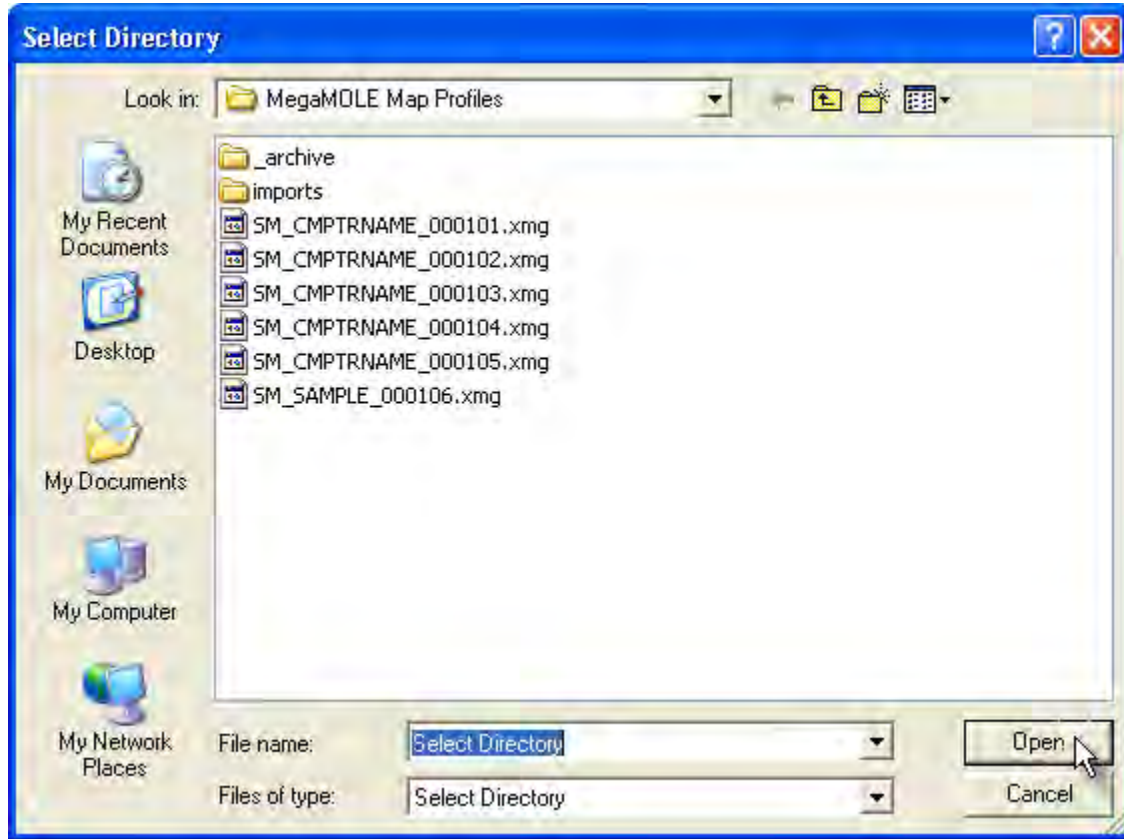 Select Directory
Look in: MegaMOLE Map Profiles
My Recent
Documents
Desktop
My Documents
My Computer
My Network
Places
_archive
imports
SM_CMPTRNAME_000101.xmg
SM_CMPTRNAME_000102.xmg
SM_CMPTRNAME_000103.xmg
SM_CMPTRNAME_000104.xmg
SM_CMPTRNAME_000105.xmg
SM_SAMPLE_000106.xmg
File name: Select Directory Open
Files of type: Select Directory Cancel